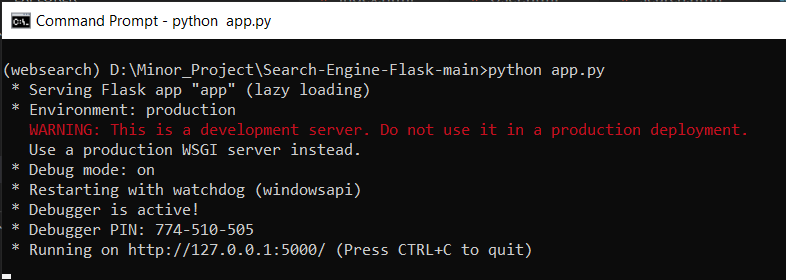 Command Prompt - python  app.py
(websearch) D:\Minor_Project\Search-Engine-Flask-main>python app.py
 * Serving Flask app "app" (lazy loading)
 * Environment: production
   WARNING: This is a development server. Do not use it in a production deployment.
   Use a production WSGI server instead.
 * Debug mode: on
 * Restarting with watchdog (windowsapi)
 * Debugger is active!
 * Debugger PIN: 774-510-505
 * Running on http://127.0.0.1:5000/ (Press CTRL+C to quit)